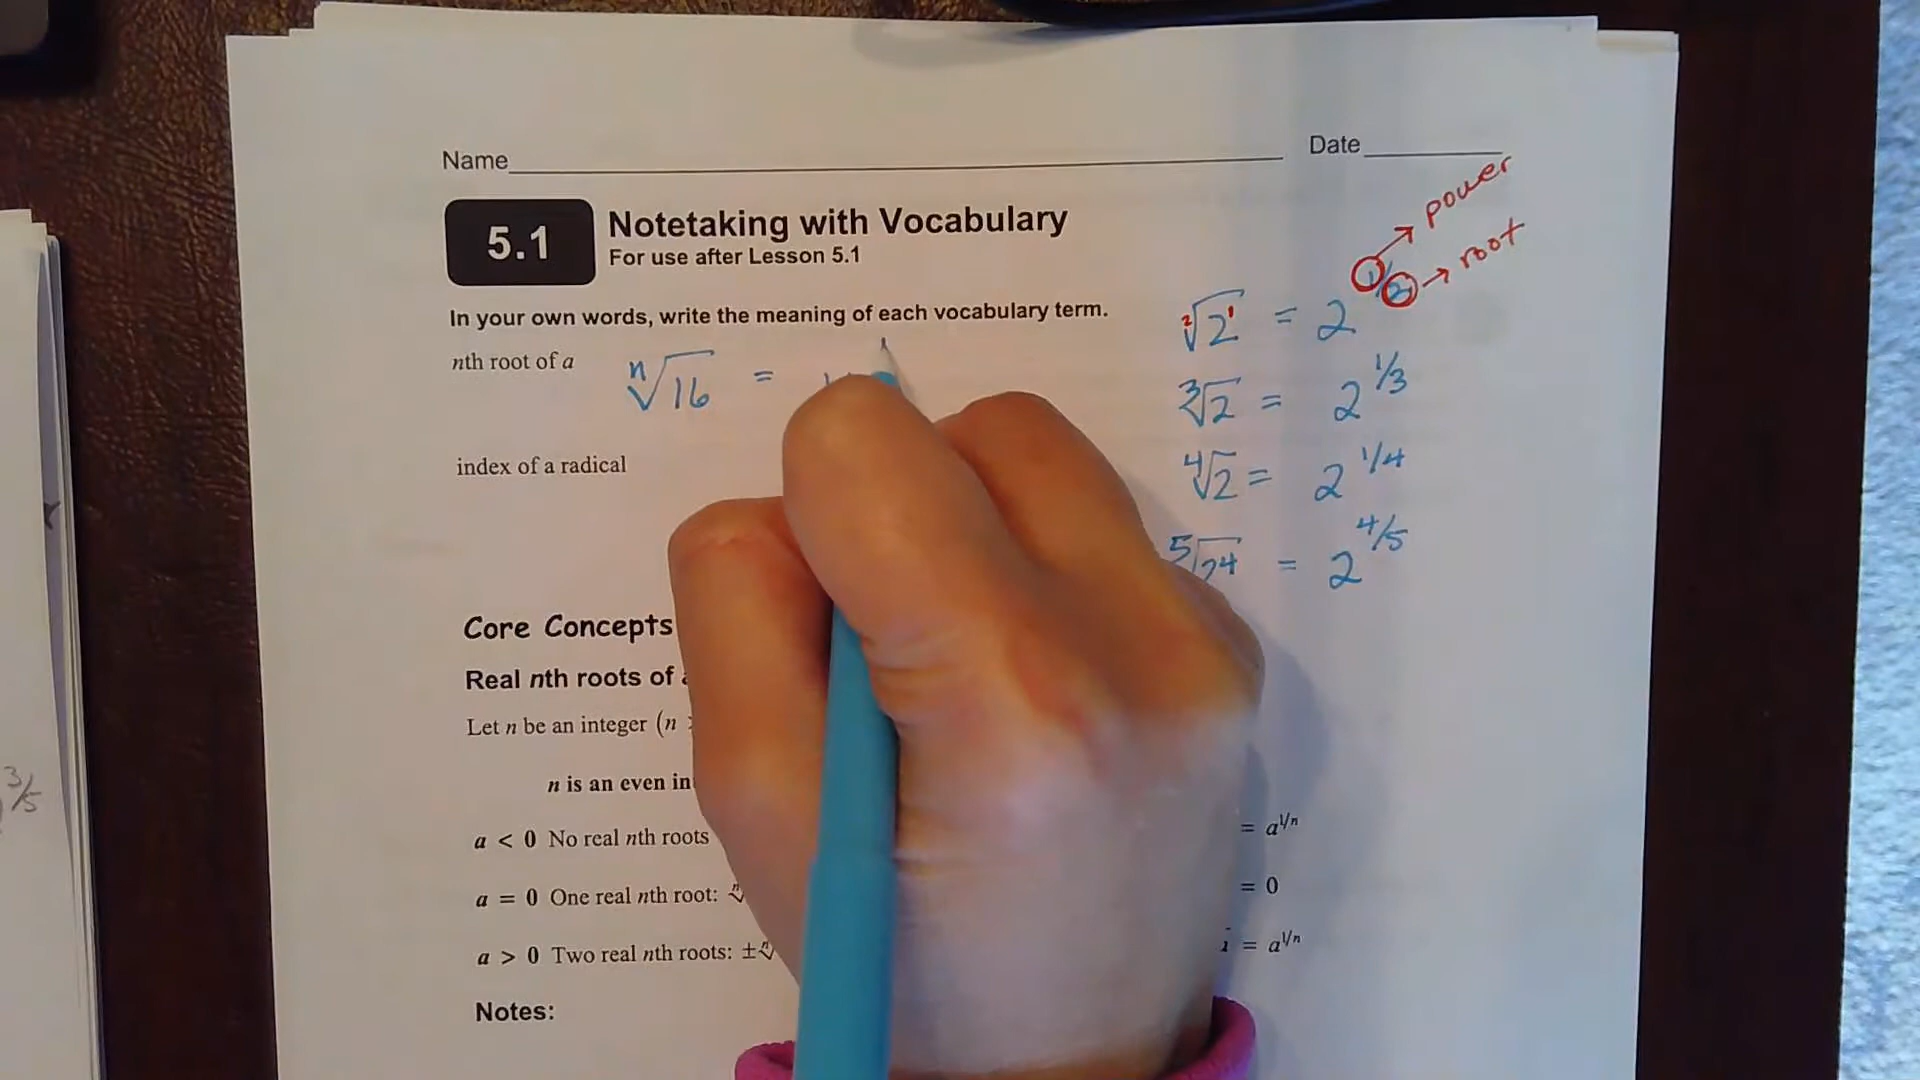 Name Date
5.1 Notetaking with Vocabulary
For use after Lesson 5.1
power
root
In your own words, write the meaning of each vocabulary term.
²√2¹ = 2^1/2
nth root of a ⁿ√16 =
³√2 = 2^1/3
index of a radical
⁴√2 = 2^1/4
⁵√2⁴ = 2^4/5
Core Concepts
Real nth roots of
Let n be an integer (n
3/5
n is an even
a < 0 No real nth roots = a^1/n
a = 0 One real nth root: = 0
a > 0 Two real nth roots: ± = a^1/n
Notes: